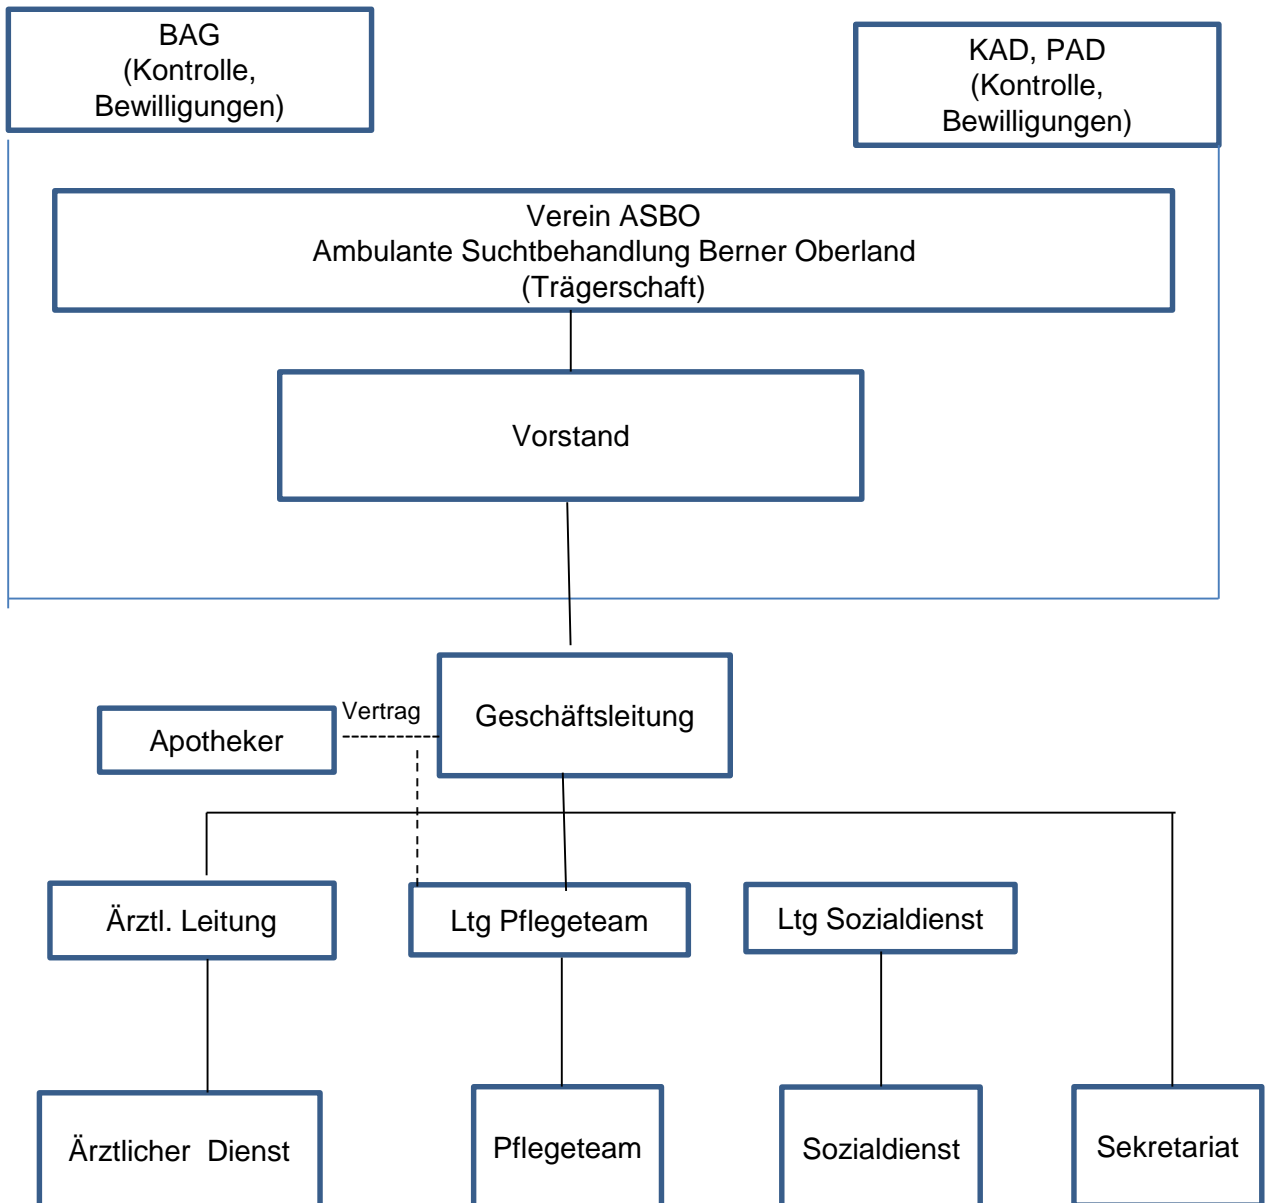 BAG
(Kontrolle,
Bewilligungen)
KAD, PAD
(Kontrolle,
Bewilligungen)
Verein ASBO
Ambulante Suchtbehandlung Berner Oberland
(Trägerschaft)
Vorstand
Vertrag
Geschäftsleitung
Apotheker
Ärztl. Leitung
Ltg Pflegeteam
Ltg Sozialdienst
Ärztlicher Dienst
Pflegeteam
Sozialdienst
Sekretariat